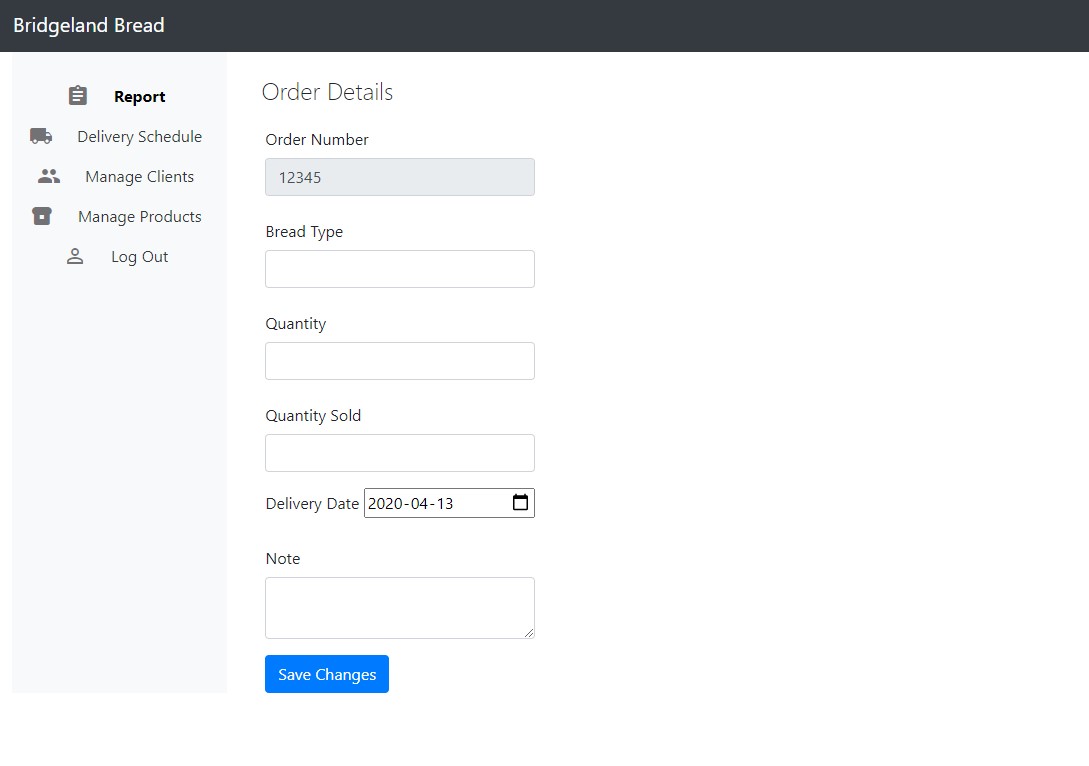 Bridgeland Bread
Report
Delivery Schedule
Manage Clients
Manage Products
Log Out
Order Details
Order Number
12345
Bread Type
Quantity
Quantity Sold
Delivery Date 2020-04-13
Note
Save Changes